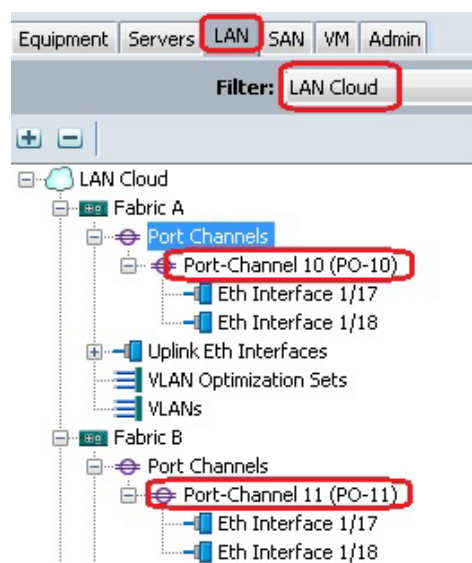 Equipment Servers LAN SAN VM Admin
Filter: LAN Cloud
LAN Cloud
Fabric A
Port Channels
Port-Channel 10 (PO-10)
Eth Interface 1/17
Eth Interface 1/18
Uplink Eth Interfaces
VLAN Optimization Sets
VLANs
Fabric B
Port Channels
Port-Channel 11 (PO-11)
Eth Interface 1/17
Eth Interface 1/18